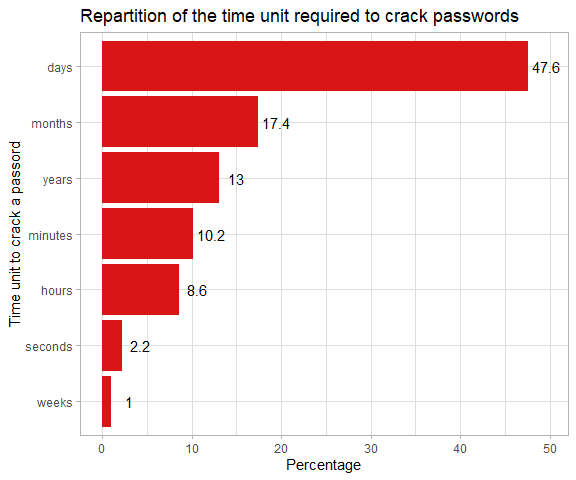 Repartition of the time unit required to crack passwords
Time unit to crack a passord
days 47.6
months 17.4
years 13
minutes 10.2
hours 8.6
seconds 2.2
weeks 1
0 10 20 30 40 50
Percentage